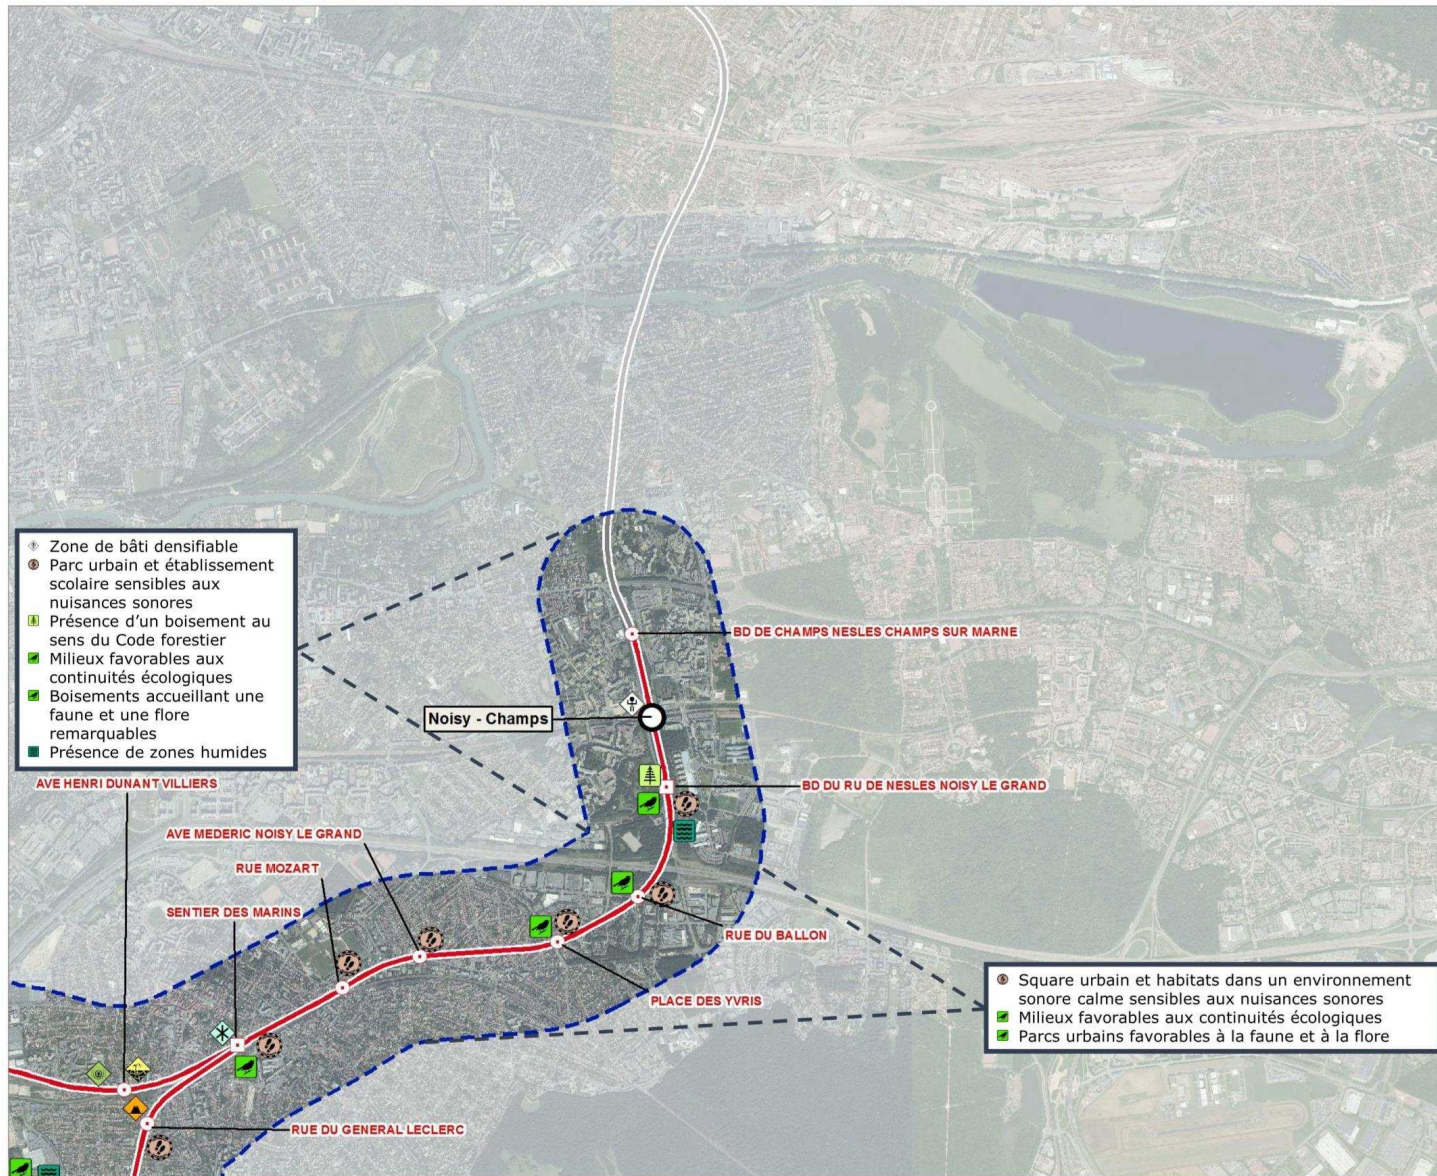 Zone de bâti densifiable
Parc urbain et établissement
scolaire sensibles aux
nuisances sonores
Présence d'un boisement au
sens du Code forestier
Milieux favorables aux
continuités écologiques
Boisements accueillant une
faune et une flore
remarquables
Présence de zones humides
BD DE CHAMPS NESLES CHAMPS SUR MARNE
Noisy - Champs
BD DU RU DE NESLES NOISY LE GRAND
AVE HENRI DUNANT VILLIERS
AVE MEDERIC NOISY LE GRAND
RUE MOZART
SENTIER DES MARINS
RUE DU BALLON
PLACE DES YVRIS
Square urbain et habitats dans un environnement
sonore calme sensibles aux nuisances sonores
Milieux favorables aux continuités écologiques
Parcs urbains favorables à la faune et à la flore
RUE DU GENERAL LECLERC